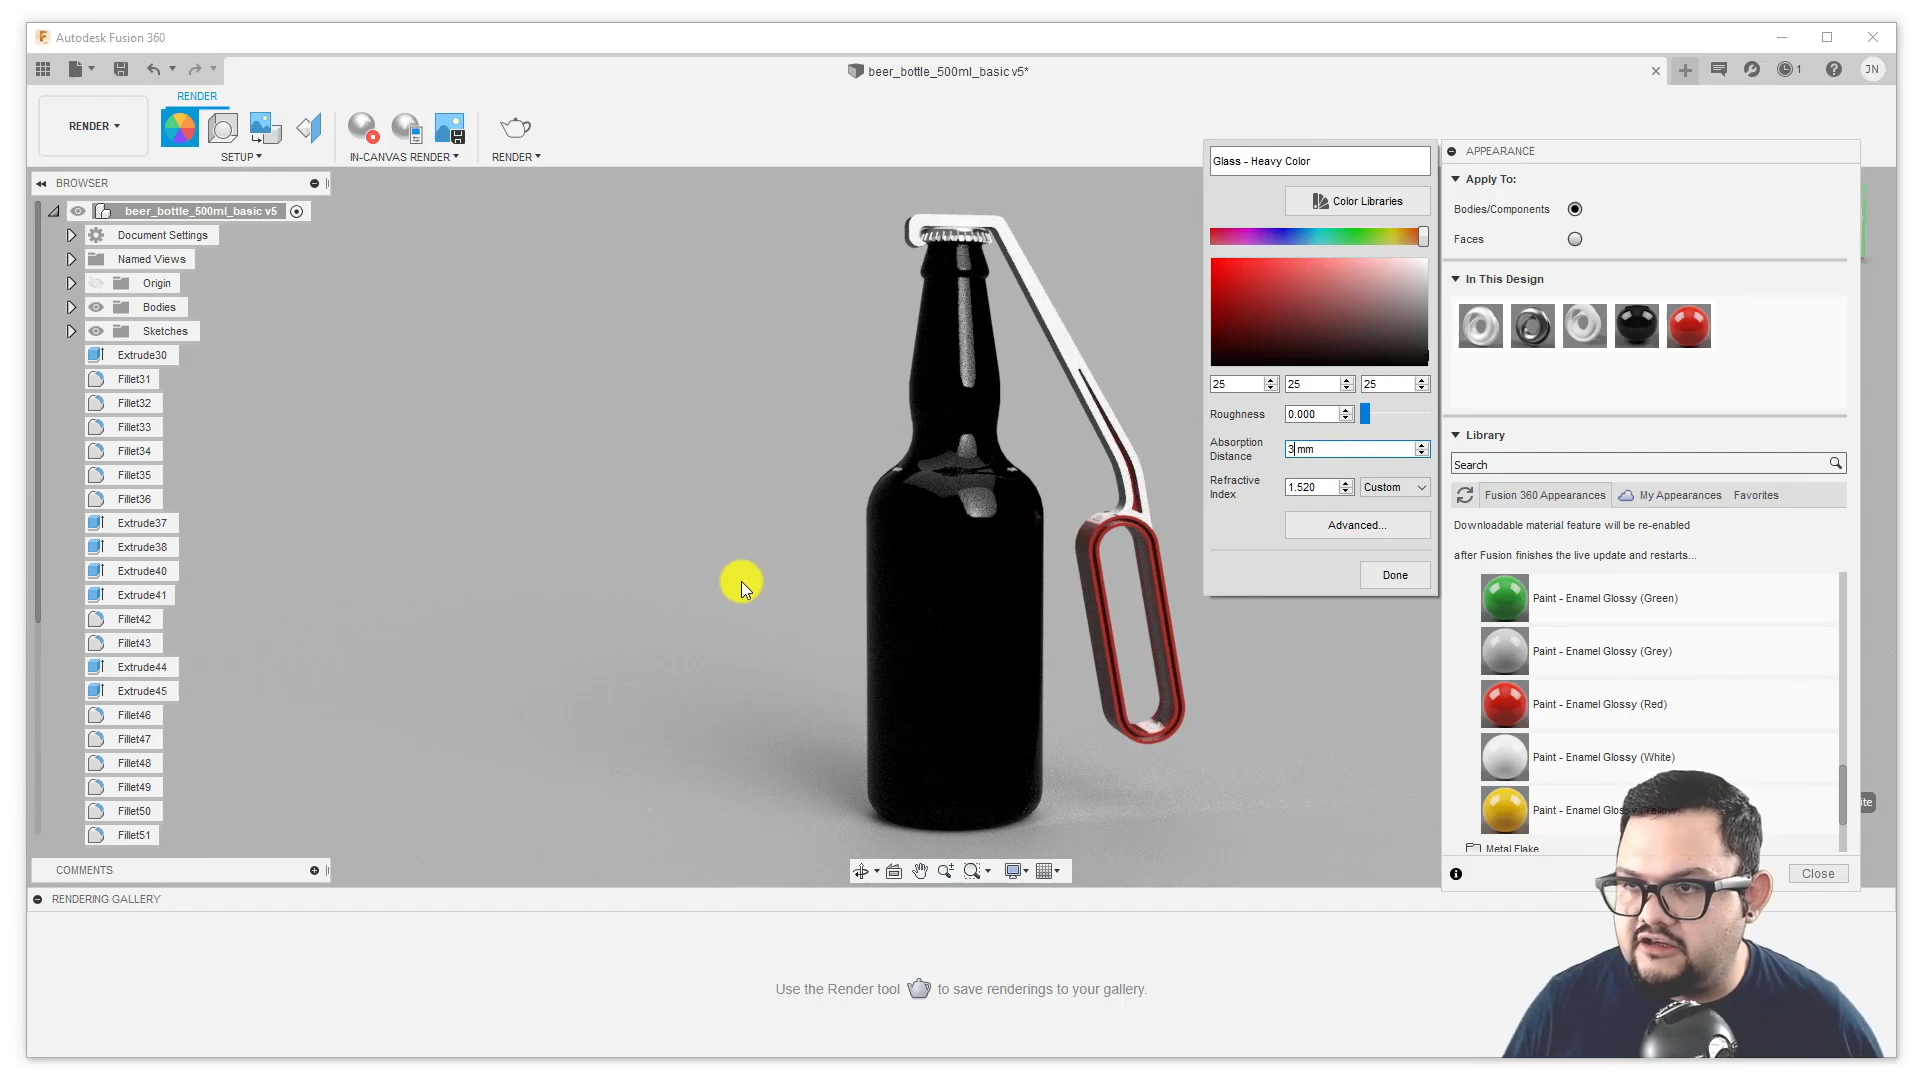 Autodesk Fusion 360
beer_bottle_500ml_basic v5*
1
JN
RENDER
RENDER
SETUP
IN-CANVAS RENDER
RENDER
BROWSER
beer_bottle_500ml_basic v5
Document Settings
Named Views
Origin
Bodies
Sketches
Extrude30
Fillet31
Fillet32
Fillet33
Fillet34
Fillet35
Fillet36
Extrude37
Extrude38
Extrude40
Extrude41
Fillet42
Fillet43
Extrude44
Extrude45
Fillet46
Fillet47
Fillet48
Fillet49
Fillet50
Fillet51
COMMENTS
Glass - Heavy Color
Color Libraries
25 25 25
Roughness 0.000
Absorption Distance 3 mm
Refractive Index 1.520 Custom
Advanced...
Done
APPEARANCE
Apply To:
Bodies/Components
Faces
In This Design
Library
Search
Fusion 360 Appearances My Appearances Favorites
Downloadable material feature will be re-enabled
after Fusion finishes the live update and restarts...
Paint - Enamel Glossy (Green)
Paint - Enamel Glossy (Grey)
Paint - Enamel Glossy (Red)
Paint - Enamel Glossy (White)
Paint - Enamel Glossy (Yellow)
Metal Flake
Close
RENDERING GALLERY
Use the Render tool to save renderings to your gallery.